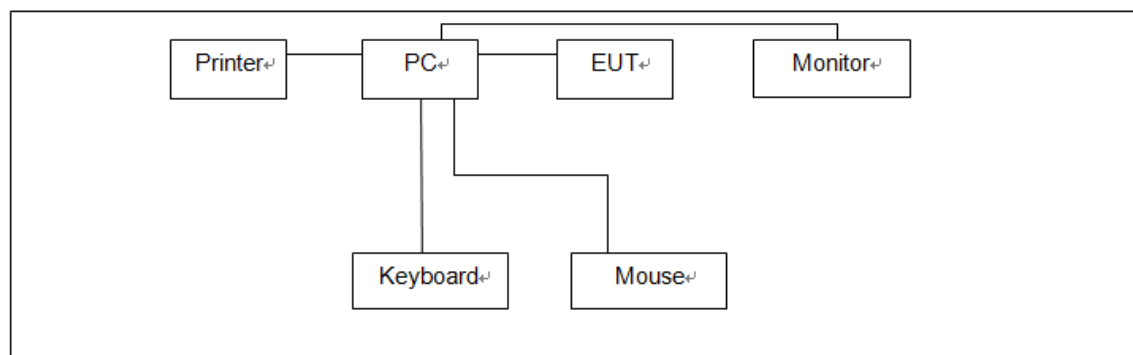 Printer
PC
EUT
Monitor
Keyboard
Mouse